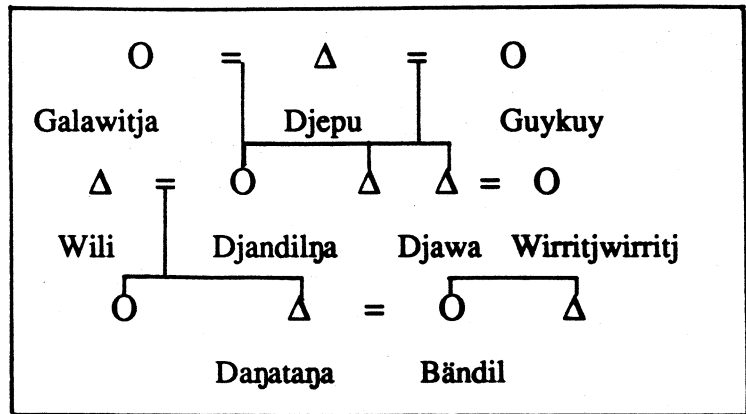 O = Δ = O
Galawitja Djepu Guykuy
Δ = O Δ Δ = O
Wili Djandilŋa Djawa Wirritjwirritj
O Δ = O Δ
Daŋataŋa Bändil